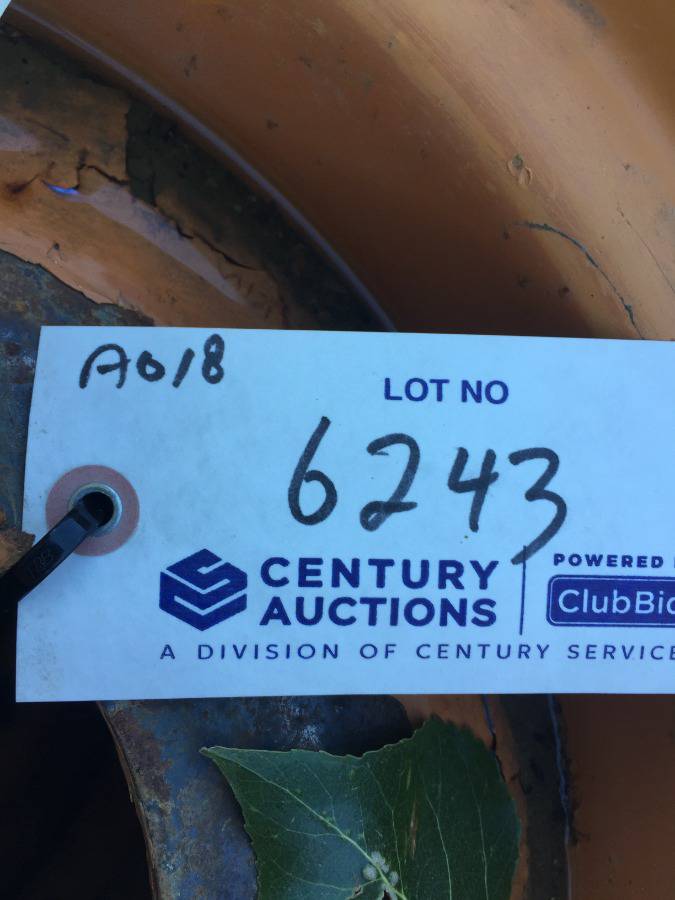 A018
LOT NO
6243
CENTURY
AUCTIONS
POWERED
ClubBid
A DIVISION OF CENTURY SERVICE